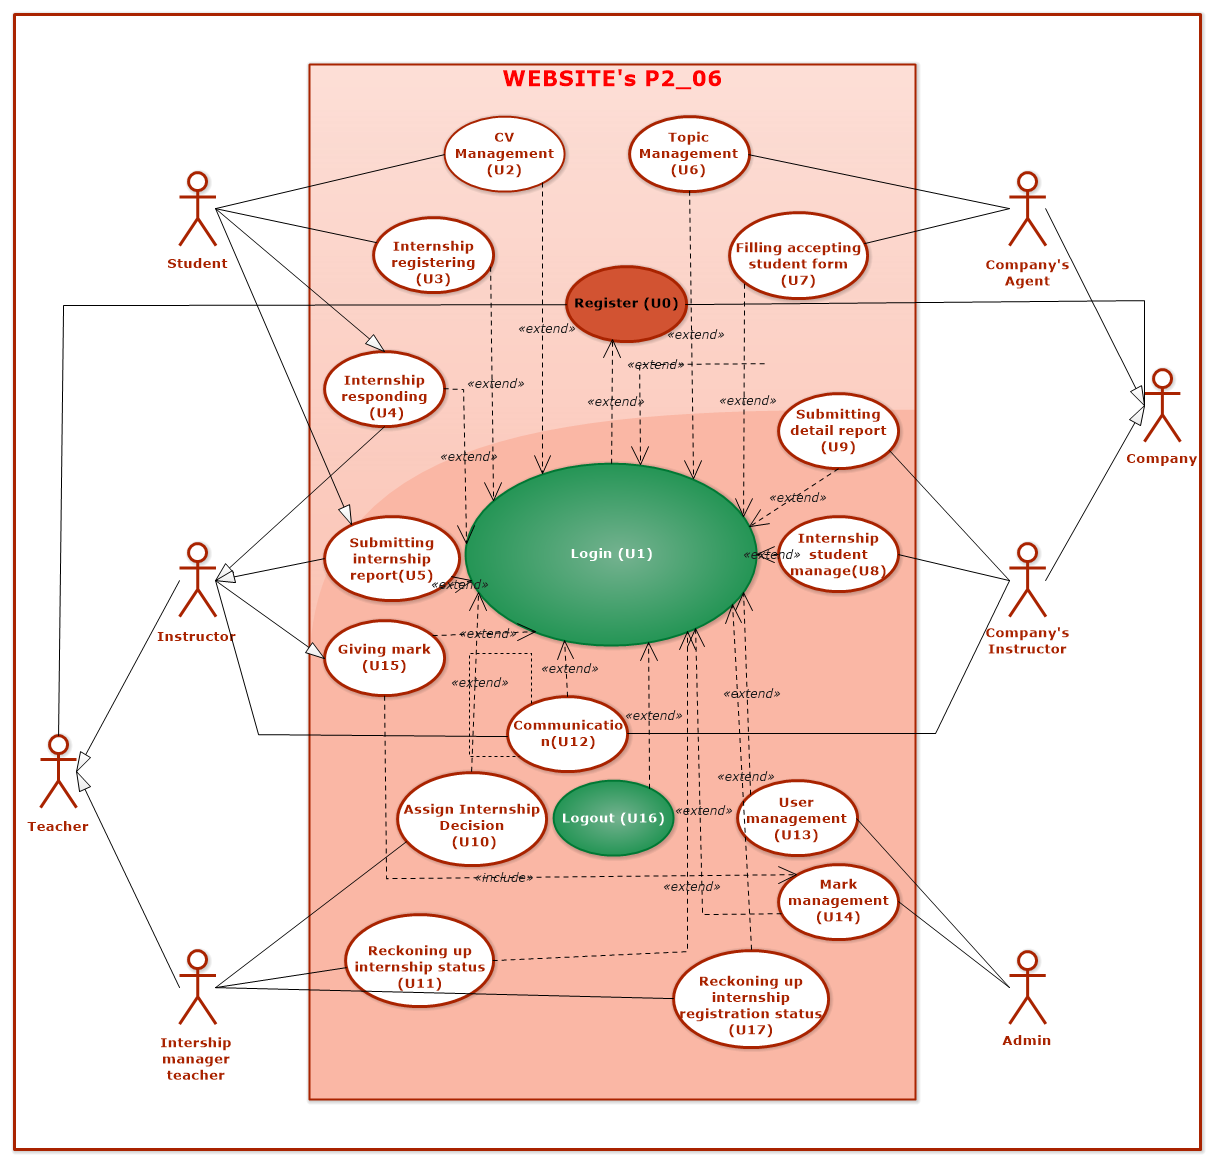 WEBSITE's P2_06
CV
Management
(U2)
Topic
Management
(U6)
Student
Internship
registering
(U3)
Filling accepting
student form
(U7)
Company's
Agent
Register (U0)
«extend»
«extend»
«extend»
Internship
responding
(U4)
«extend»
«extend»
«extend»
Submitting
detail report
(U9)
Company
«extend»
«extend»
Submitting
internship
report(U5)
Login (U1)
«extend»
Internship
student
manage(U8)
«extend»
Instructor
Company's
Instructor
Giving mark
(U15)
«extend»
«extend»
«extend»
«extend»
«extend»
Communicatio
n(U12)
«extend»
Teacher
Assign Internship
Decision
(U10)
Logout (U16)
«extend»
User
management
(U13)
«include»
«extend»
Mark
management
(U14)
Reckoning up
internship status
(U11)
Reckoning up
internship
registration status
(U17)
Intership
manager
teacher
Admin